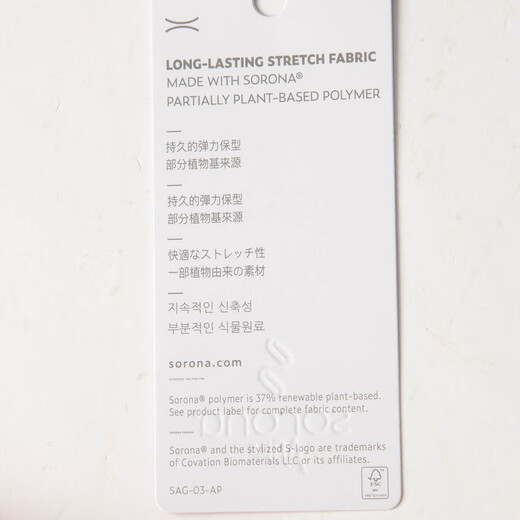 LONG-LASTING STRETCH FABRIC
MADE WITH SORONA®
PARTIALLY PLANT-BASED POLYMER
持久的弹力保型
部分植物基来源
持久的彈力保型
部分植物基來源
快適なストレッチ性
一部植物由来の素材
지속적인 신축성
부분적인 식물원료
sorona.com
Sorona® polymer is 37% renewable plant-based.
See product label for complete fabric content.
sorona
Sorona® and the stylized S-logo are trademarks
of Covation Biomaterials LLC or its affiliates.
SAG-03-AP
FSC